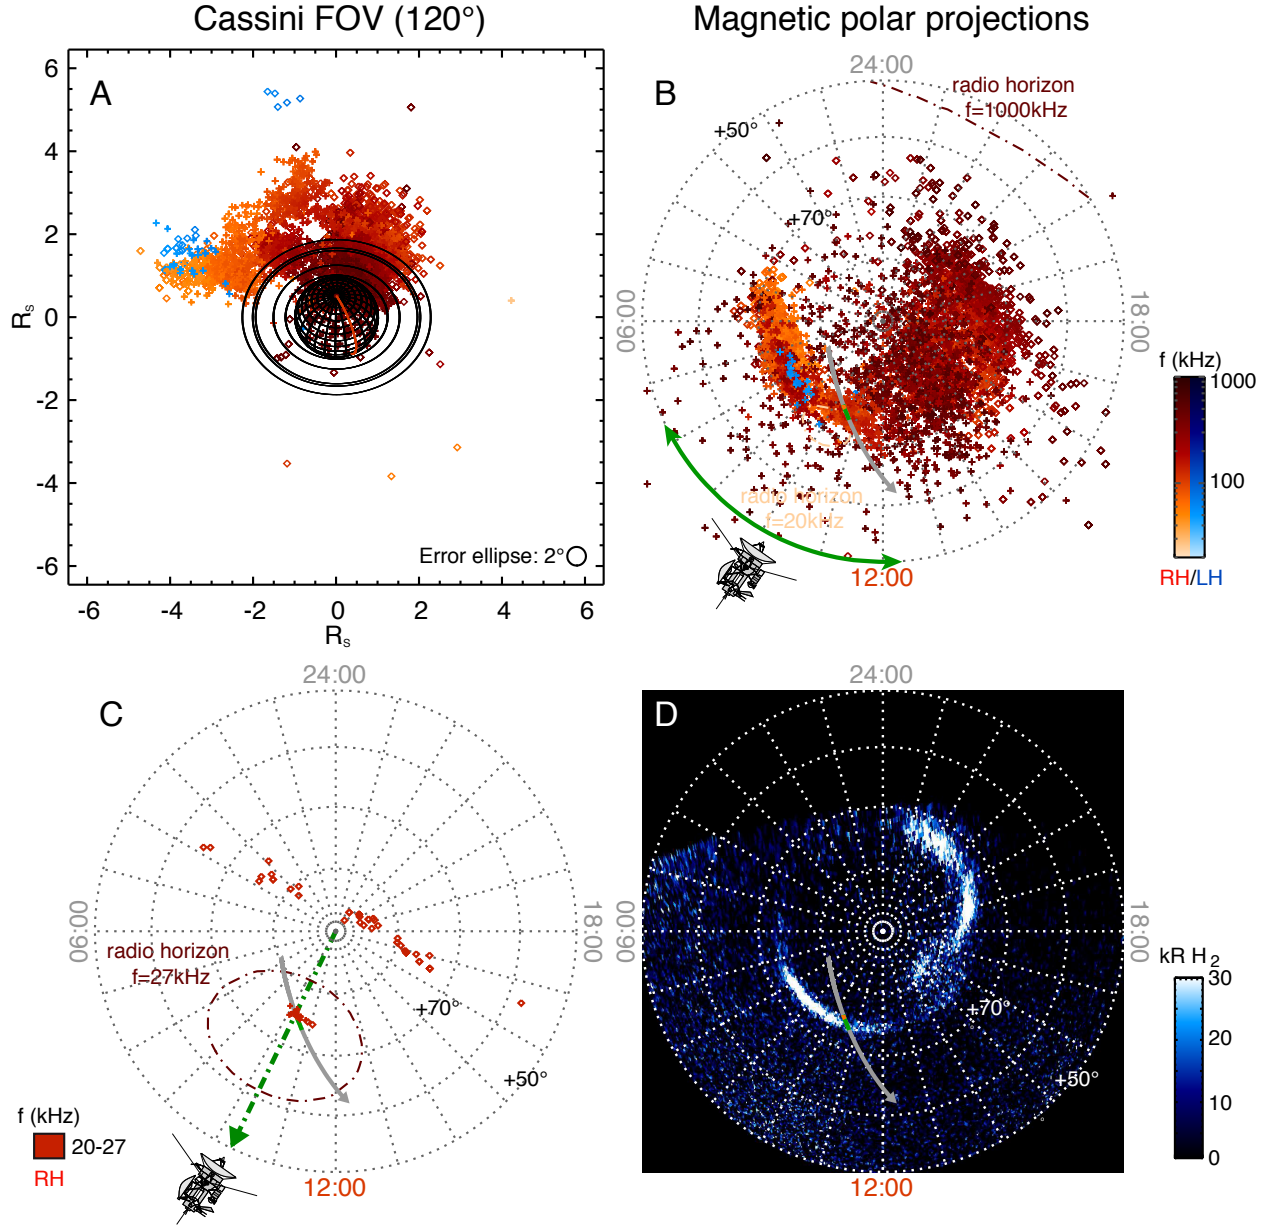 Cassini FOV (120°)
Magnetic polar projections
A
6
4
2
0
-2
-4
-6
Rs
-6
-4
-2
0
2
4
6
Rs
Error ellipse: 2°
B
24:00
radio horizon
f=1000kHz
+50°
+70°
06:00
18:00
radio horizon
f=20kHz
12:00
f (kHz)
1000
100
RH/LH
C
24:00
06:00
18:00
radio horizon
f=27kHz
+70°
+50°
f (kHz)
20-27
RH
12:00
D
24:00
06:00
18:00
+70°
+50°
12:00
kR H2
30
20
10
0